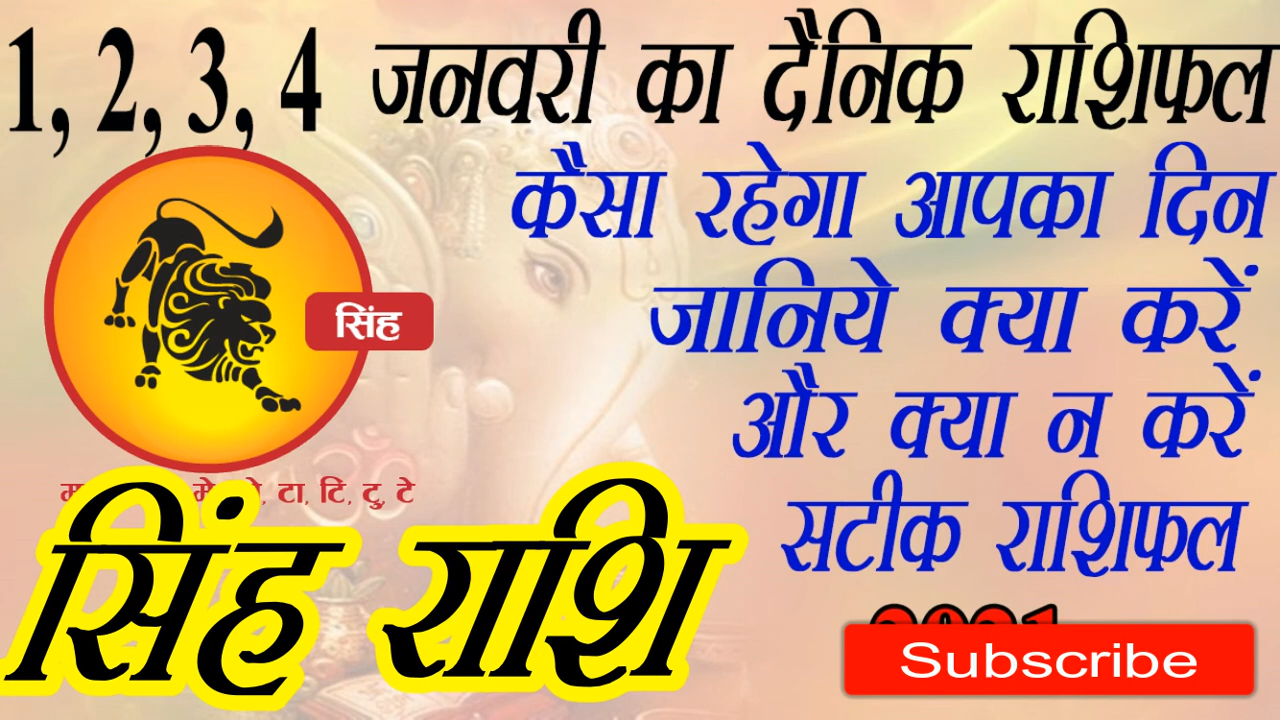 1, 2, 3, 4 जनवरी का दैनिक राशिफल
कैसा रहेगा आपका दिन
जानिये क्या करें
और क्या न करें
सटीक राशिफल
सिंह
टा, टि, टु, टे
सिंह राशि
Subscribe